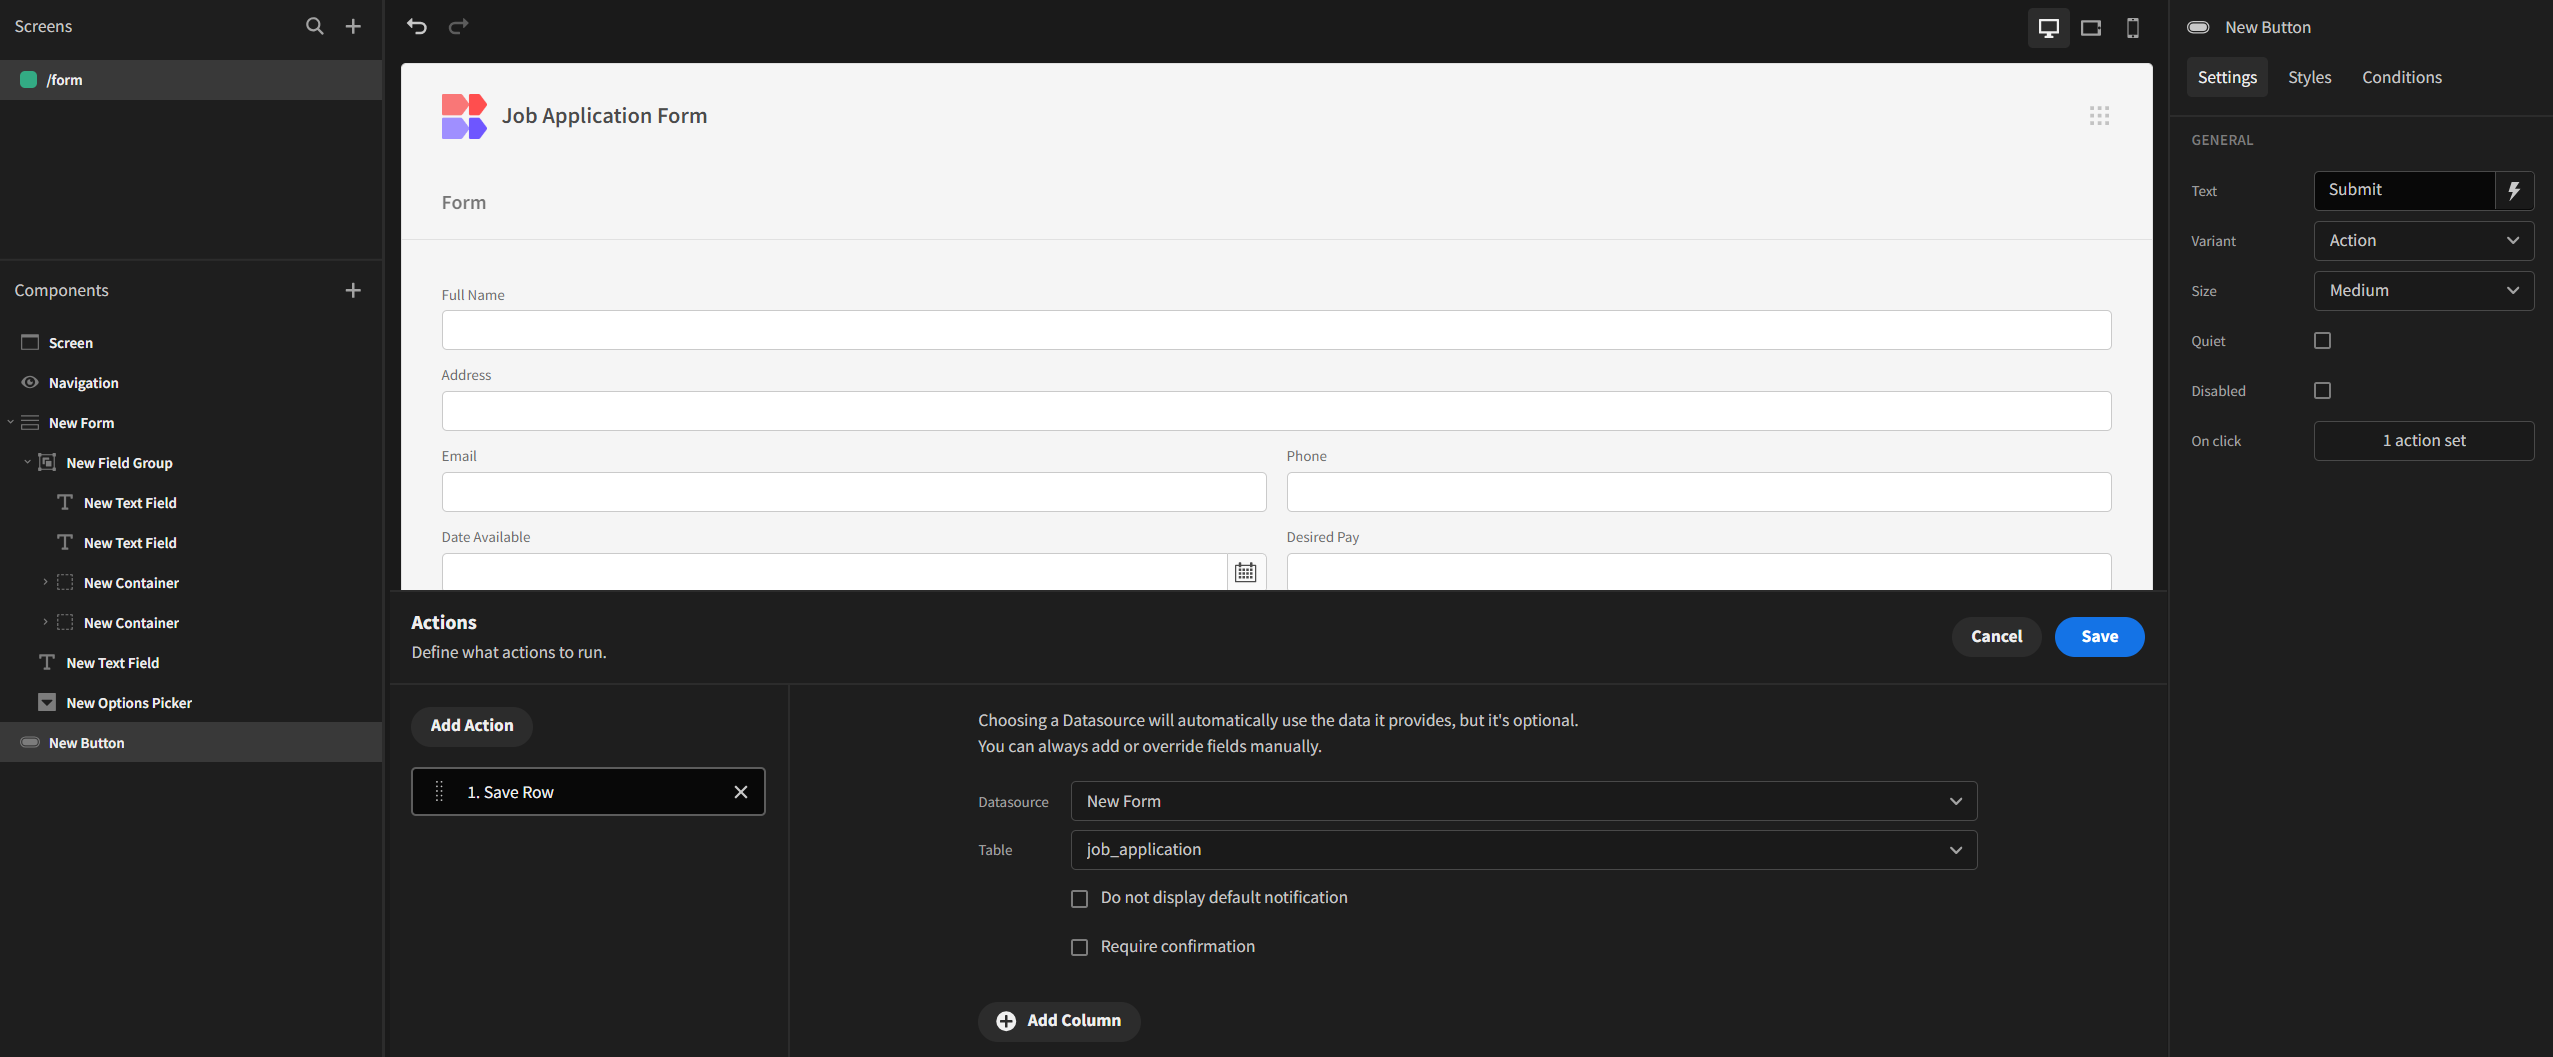 Screens
/form
Components
Screen
Navigation
New Form
New Field Group
New Text Field
New Text Field
New Container
New Container
New Text Field
New Options Picker
New Button
Job Application Form
Form
Full Name
Address
Email
Phone
Date Available
Desired Pay
Actions
Define what actions to run.
Cancel
Save
Add Action
1. Save Row
Choosing a Datasource will automatically use the data it provides, but it's optional.
You can always add or override fields manually.
Datasource
New Form
Table
job_application
Do not display default notification
Require confirmation
Add Column
New Button
Settings
Styles
Conditions
GENERAL
Text
Submit
Variant
Action
Size
Medium
Quiet
Disabled
On click
1 action set